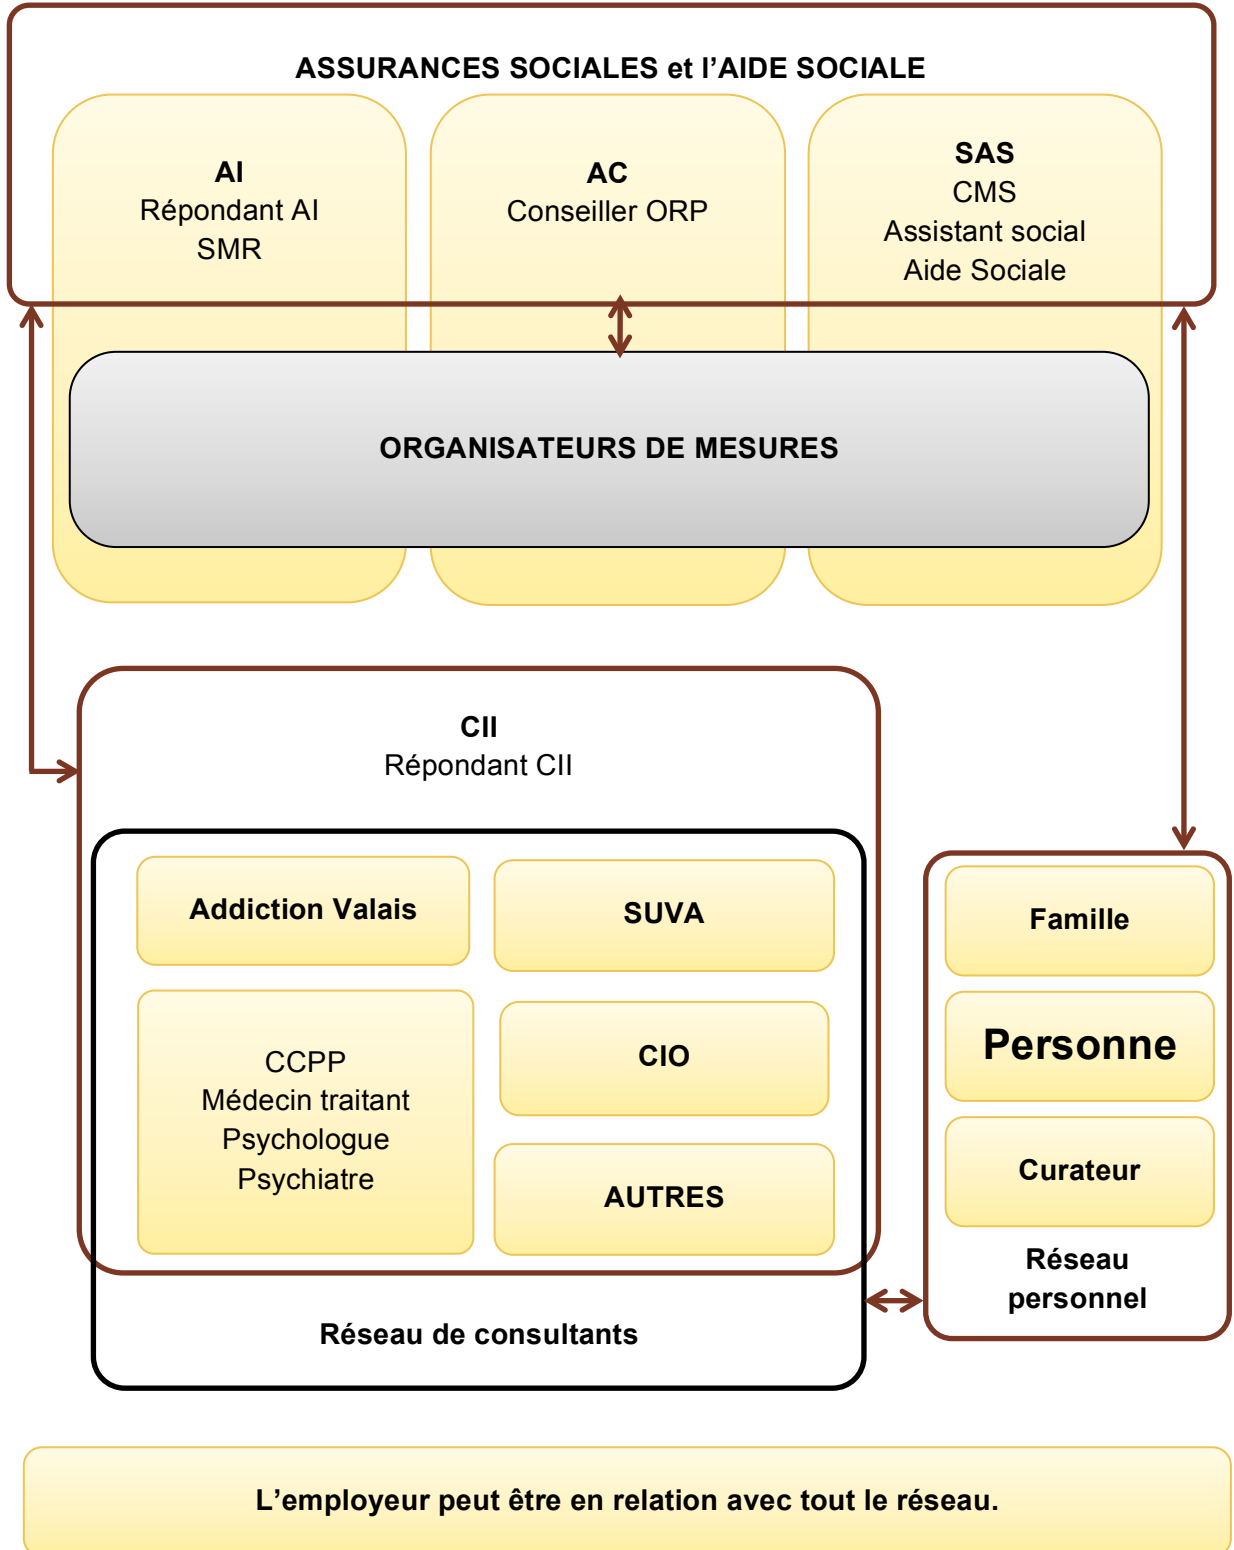 ASSURANCES SOCIALES et l’AIDE SOCIALE
AI
Répondant AI
SMR
AC
Conseiller ORP
SAS
CMS
Assistant social
Aide Sociale
ORGANISATEURS DE MESURES
CII
Répondant CII
Addiction Valais
SUVA
CCPP
Médecin traitant
Psychologue
Psychiatre
CIO
AUTRES
Réseau de consultants
Famille
Personne
Curateur
Réseau
personnel
L’employeur peut être en relation avec tout le réseau.